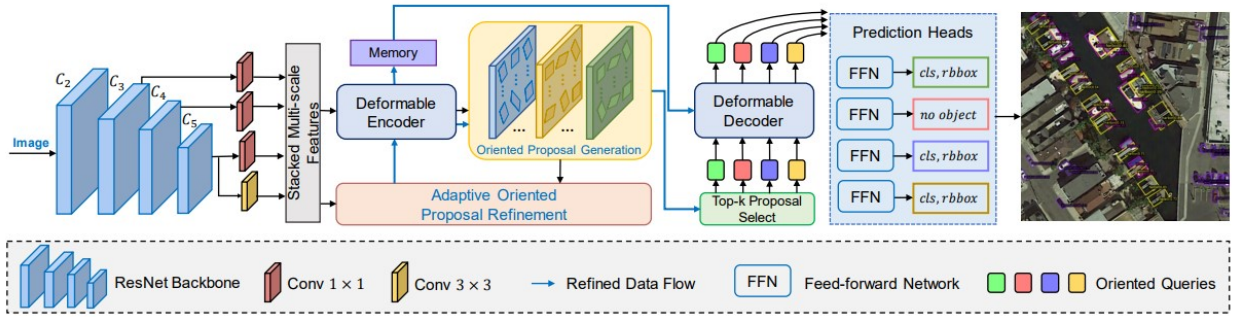 Image
C2
C3
C4
C5
Stacked Multi-scale
Features
Memory
Deformable
Encoder
...
...
Oriented Proposal Generation
Adaptive Oriented
Proposal Refinement
Deformable
Decoder
Top-k Proposal
Select
Prediction Heads
FFN
cls, rbbox
FFN
no object
FFN
cls, rbbox
FFN
cls, rbbox
ResNet Backbone
Conv 1 × 1
Conv 3 × 3
Refined Data Flow
FFN
Feed-forward Network
Oriented Queries